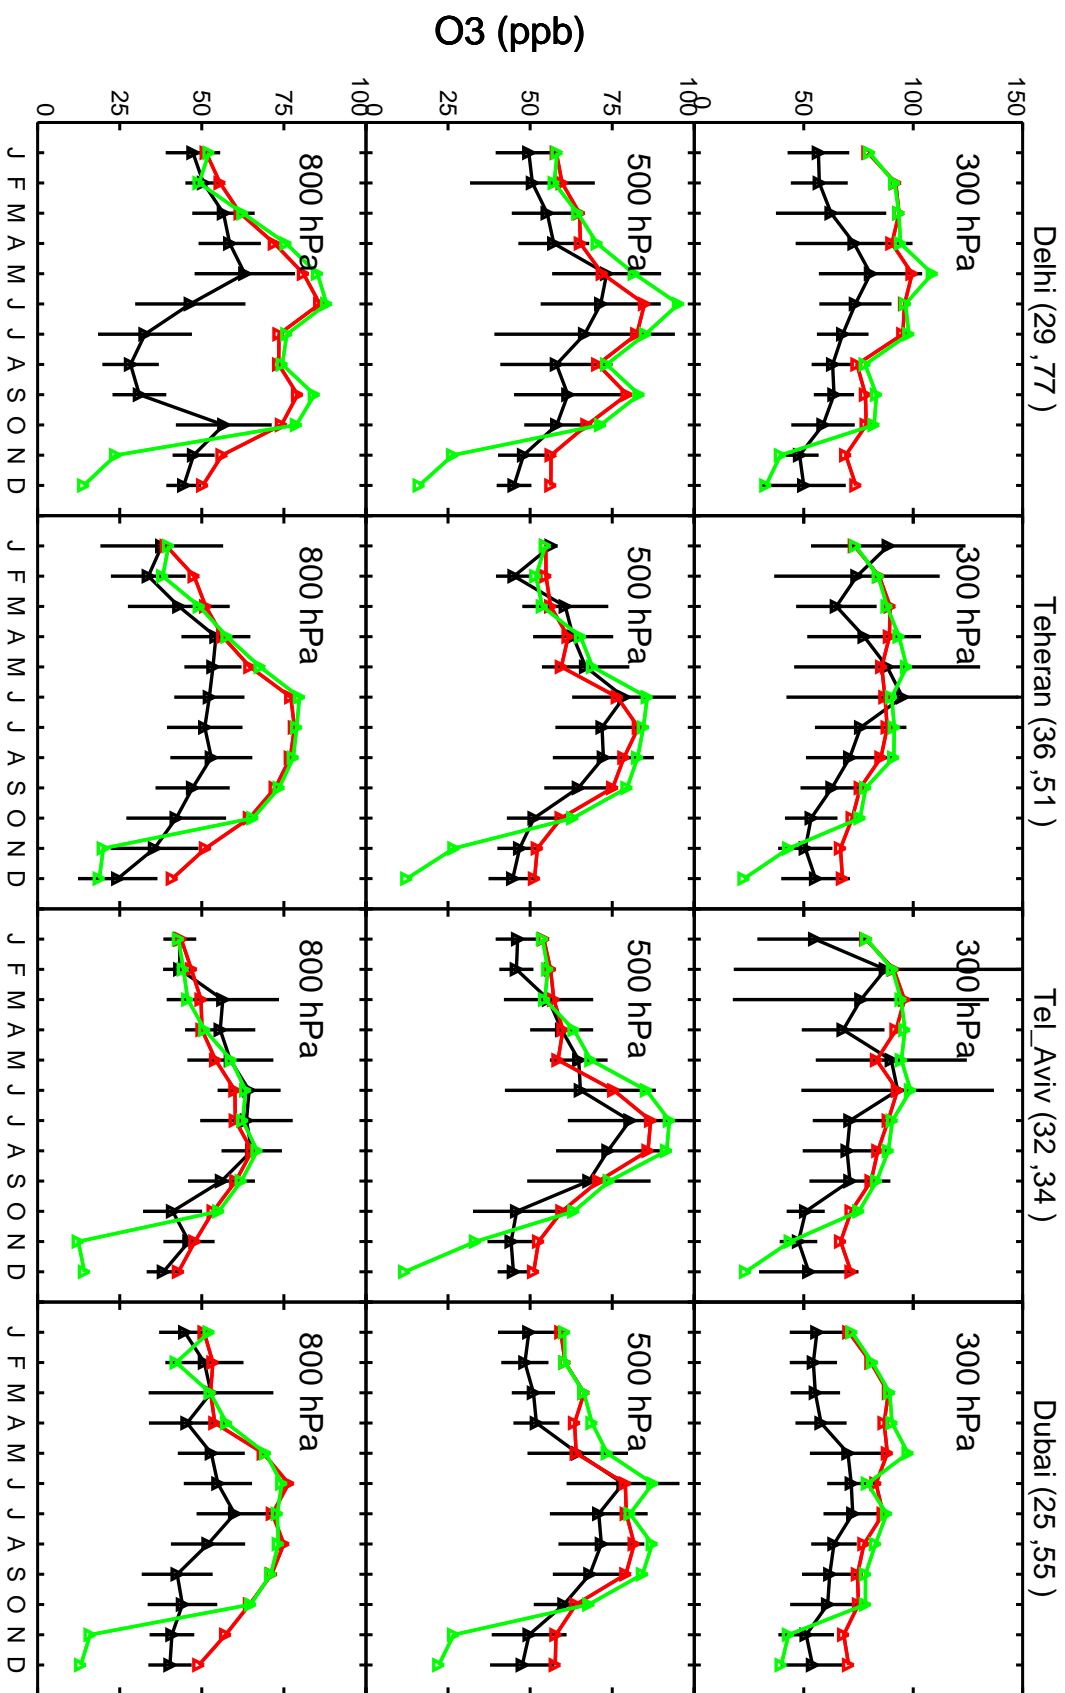 Delhi (29 ,77 )
Teheran (36 ,51 )
Tel_Aviv (32 ,34 )
Dubai (25 ,55 )
O3 (ppb)
150
300 hPa
300 hPa
300 hPa
300 hPa
100
50
0
100
500 hPa
500 hPa
500 hPa
500 hPa
75
50
25
0
100
800 hPa
800 hPa
800 hPa
800 hPa
75
50
25
0
J F M A M J J A S O N D
J F M A M J J A S O N D
J F M A M J J A S O N D
J F M A M J J A S O N D